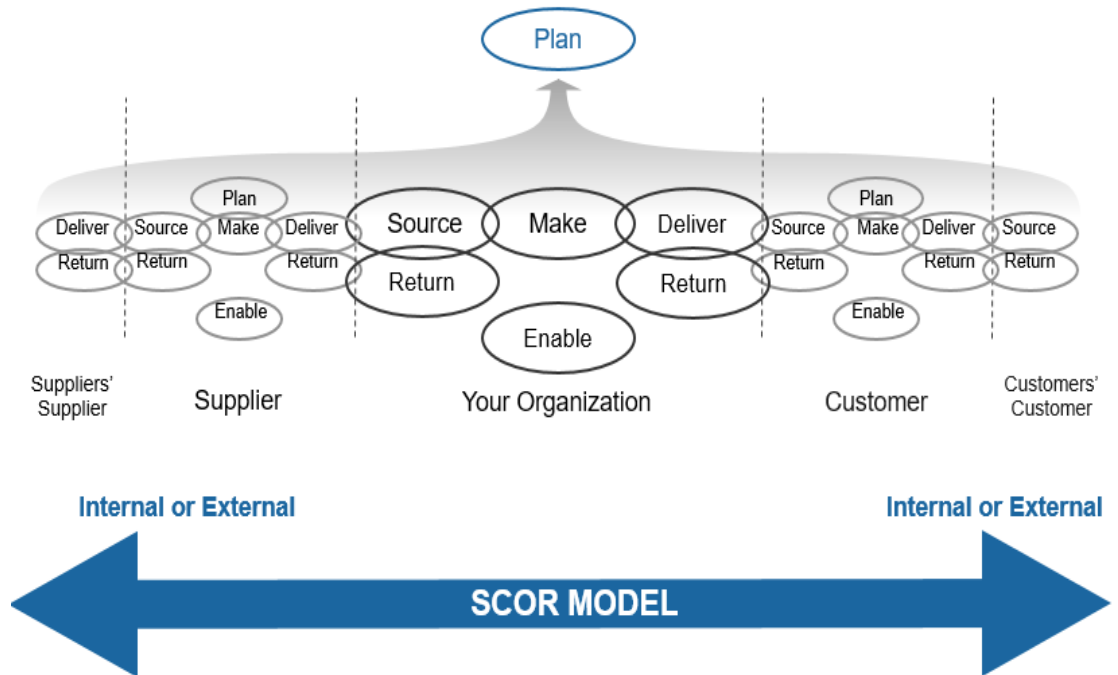 Plan
Plan
Plan
Deliver
Source
Make
Deliver
Source
Make
Deliver
Source
Make
Deliver
Source
Return
Return
Return
Return
Return
Return
Return
Return
Enable
Enable
Enable
Suppliers'
Supplier
Supplier
Your Organization
Customer
Customers'
Customer
Internal or External
Internal or External
SCOR MODEL